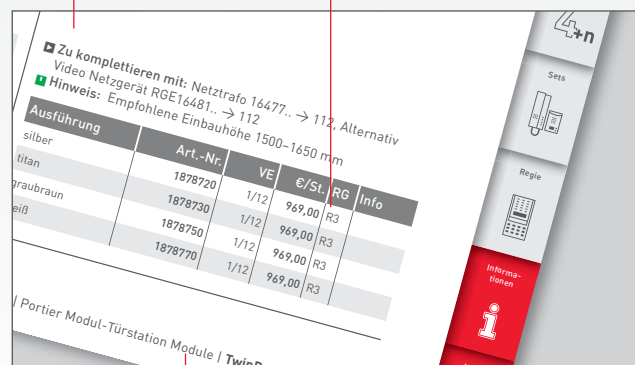 Zu komplettieren mit: Netztrafo 16477.. → 112, Alternativ
Video Netzgerät RGE16481.. → 112
Hinweis: Empfohlene Einbauhöhe 1500–1650 mm
Ausführung Art.-Nr. VE €/St. RG Info
silber 1878720 1/12 969,00 R3
titan 1878730 1/12 969,00 R3
graubraun 1878750 1/12 969,00 R3
eiß 1878770 1/12 969,00 R3
| Portier Modul-Türstation Module |
4+n
Sets
Regie
Informa-
tionen